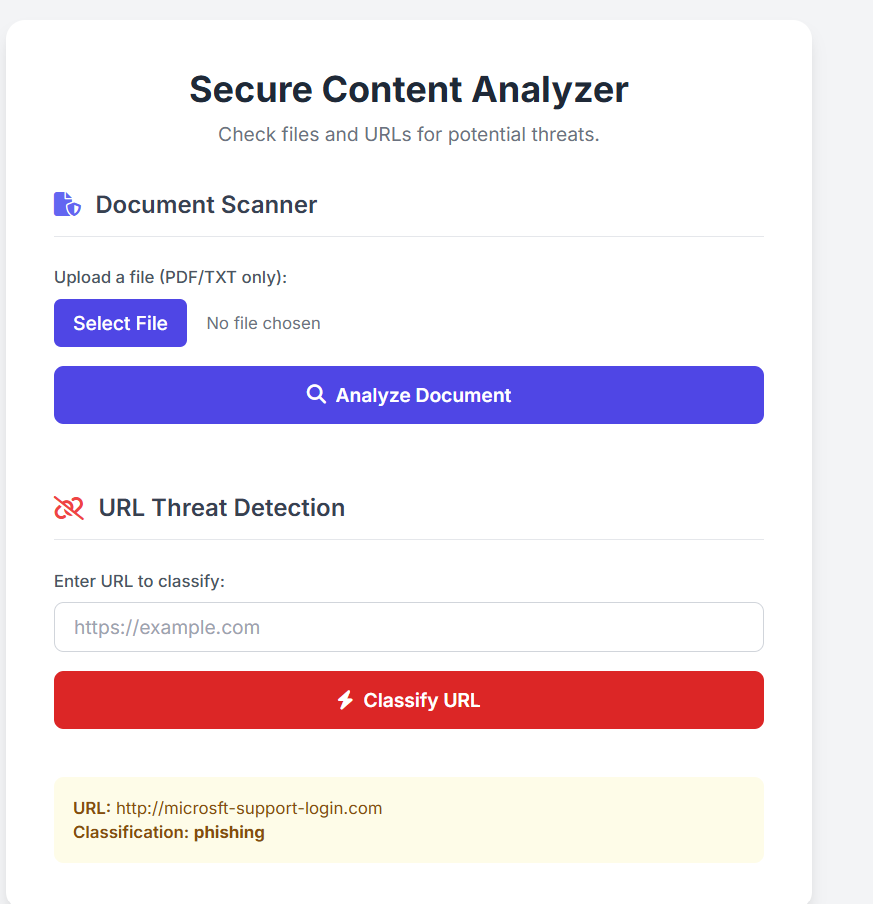 Secure Content Analyzer
Check files and URLs for potential threats.
Document Scanner
Upload a file (PDF/TXT only):
Select File No file chosen
Analyze Document
URL Threat Detection
Enter URL to classify:
https://example.com
Classify URL
URL: http://microsft-support-login.com
Classification: phishing